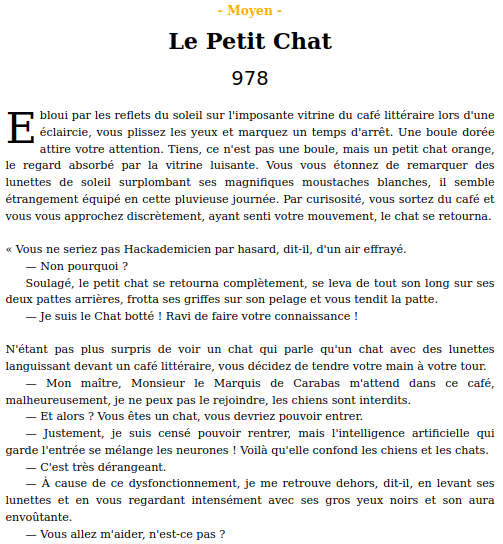 - Moyen -
Le Petit Chat
978
Ebloui par les reflets du soleil sur l'imposante vitrine du café littéraire lors d'une
éclaircie, vous plissez les yeux et marquez un temps d'arrêt. Une boule dorée
attire votre attention. Tiens, ce n'est pas une boule, mais un petit chat orange,
le regard absorbé par la vitrine luisante. Vous vous étonnez de remarquer des
lunettes de soleil surplombant ses magnifiques moustaches blanches, il semble
étrangement équipé en cette pluvieuse journée. Par curiosité, vous sortez du café et
vous vous approchez discrètement, ayant senti votre mouvement, le chat se retourna.
« Vous ne seriez pas Hackademicien par hasard, dit-il, d'un air effrayé.
— Non pourquoi ?
Soulagé, le petit chat se retourna complètement, se leva de tout son long sur ses
deux pattes arrières, frotta ses griffes sur son pelage et vous tendit la patte.
— Je suis le Chat botté ! Ravi de faire votre connaissance !
N'étant pas plus surpris de voir un chat qui parle qu'un chat avec des lunettes
languissant devant un café littéraire, vous décidez de tendre votre main à votre tour.
— Mon maître, Monsieur le Marquis de Carabas m'attend dans ce café,
malheureusement, je ne peux pas le rejoindre, les chiens sont interdits.
— Et alors ? Vous êtes un chat, vous devriez pouvoir entrer.
— Justement, je suis censé pouvoir rentrer, mais l'intelligence artificielle qui
garde l'entrée se mélange les neurones ! Voilà qu'elle confond les chiens et les chats.
— C'est très dérangeant.
— À cause de ce dysfonctionnement, je me retrouve dehors, dit-il, en levant ses
lunettes et en vous regardant intensément avec ses gros yeux noirs et son aura
envoûtante.
— Vous allez m'aider, n'est-ce pas ?